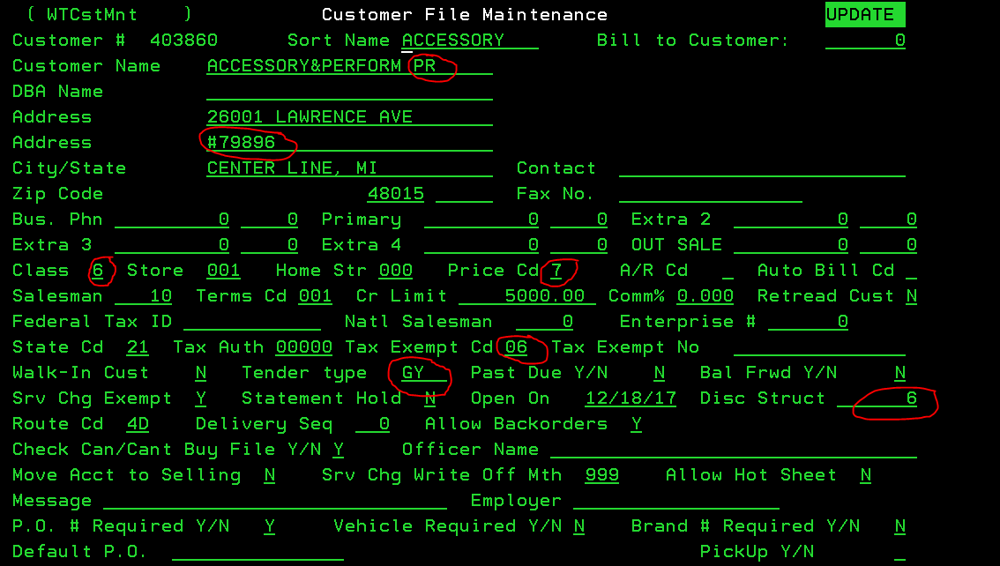 ( WTCstMnt ) Customer File Maintenance UPDATE
Customer # 403860 Sort Name ACCESSORY Bill to Customer: 0
Customer Name ACCESSORY&PERFORM PR
DBA Name
Address 26001 LAWRENCE AVE
Address #79896
City/State CENTER LINE, MI Contact
Zip Code 48015 Fax No.
Bus. Phn 0 0 Primary 0 0 Extra 2 0 0
Extra 3 0 0 Extra 4 0 0 OUT SALE 0 0
Class 6 Store 001 Home Str 000 Price Cd 7 A/R Cd Auto Bill Cd
Salesman 10 Terms Cd 001 Cr Limit 5000.00 Comm% 0.000 Retread Cust N
Federal Tax ID Natl Salesman 0 Enterprise # 0
State Cd 21 Tax Auth 00000 Tax Exempt Cd 06 Tax Exempt No
Walk-In Cust N Tender type GY Past Due Y/N N Bal Frwd Y/N N
Srv Chg Exempt Y Statement Hold N Open On 12/18/17 Disc Struct 6
Route Cd 4D Delivery Seq 0 Allow Backorders Y
Check Can/Cant Buy File Y/N Y Officer Name
Move Acct to Selling N Srv Chg Write Off Mth 999 Allow Hot Sheet N
Message Employer
P.O. # Required Y/N Y Vehicle Required Y/N N Brand # Required Y/N N
Default P.O. PickUp Y/N